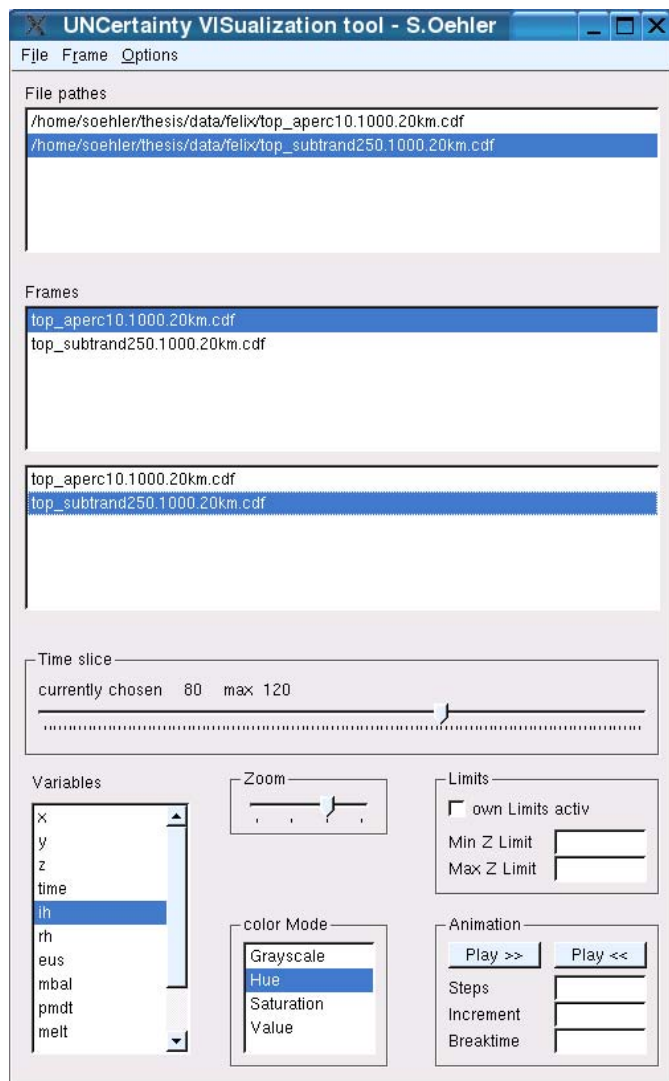 UNCertainty VISualization tool - S.Oehler
File Frame Options
File pathes
/home/soehler/thesis/data/felix/top_aperc10.1000.20km.cdf
/home/soehler/thesis/data/felix/top_subtrand250.1000.20km.cdf
Frames
top_aperc10.1000.20km.cdf
top_subtrand250.1000.20km.cdf
top_aperc10.1000.20km.cdf
top_subtrand250.1000.20km.cdf
Time slice
currently chosen 80 max 120
Variables
x
y
z
time
ih
rh
eus
mbal
pmdt
melt
Zoom
color Mode
Grayscale
Hue
Saturation
Value
Limits
own Limits activ
Min Z Limit
Max Z Limit
Animation
Play >> Play <<
Steps
Increment
Breaktime